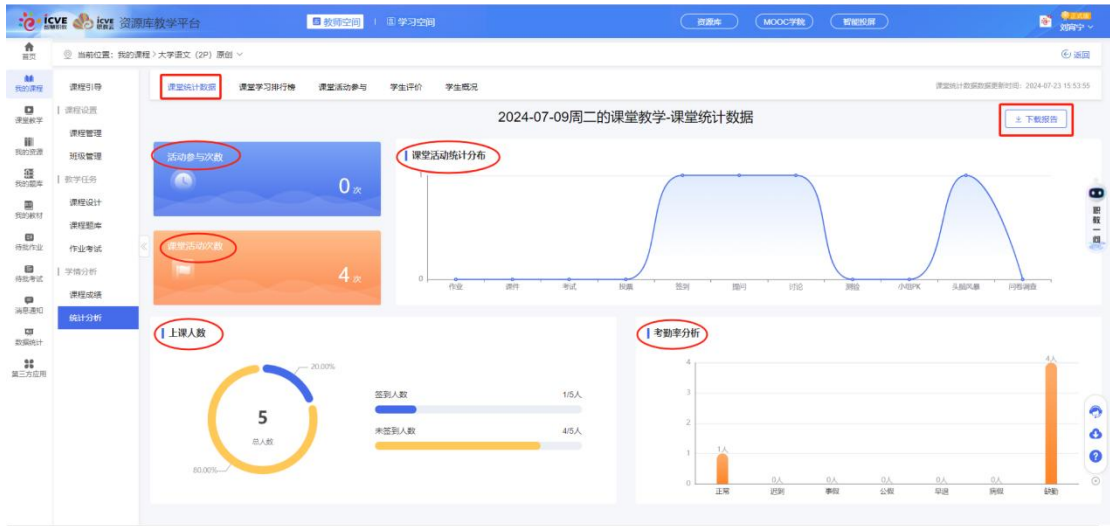 icve 智慧职教 icve 职教云 资源库教学平台
教师空间 | 学习空间
资源库 MOOC学院 智能投屏
刘玲宁
首页
当前位置: 我的课程 > 大学语文 (2P) 原创
返回
我的课程
课堂教学
我的资源
我的题库
我的教材
待批作业
待批考试
消息通知
数据统计
第三方应用
课程引导
课程设置
课程管理
班级管理
教学任务
课程设计
课程题库
作业考试
学情分析
课程成绩
统计分析
课堂统计数据 课堂学习排行榜 课堂活动参与 学生评价 学生概况
课堂统计数据数据更新时间: 2024-07-23 15:53:55
2024-07-09周二的课堂教学-课堂统计数据
下载报告
活动参与次数
0 次
课堂活动次数
4 次
课堂活动统计分布
1
0
作业 课件 考试 投票 签到 提问 讨论 测验 小组PK 头脑风暴 问卷调查
上课人数
20.00%
5
总人数
80.00%
签到人数 1/5人
未签到人数 4/5人
考勤率分析
4
3
2
1
0
1人 0人 0人 0人 0人 0人 4人
正常 迟到 事假 公假 早退 病假 缺勤
职教一问